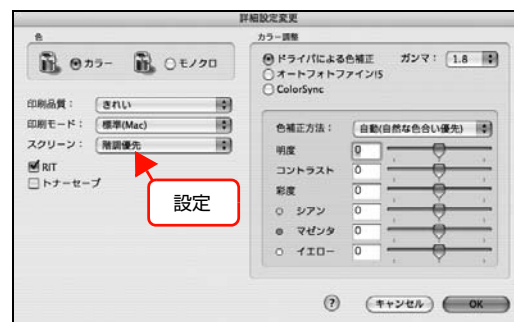 詳細設定変更
色
カラー
モノクロ
印刷品質： きれい
印刷モード： 標準(Mac)
スクリーン： 階調優先
RIT
トナーセーブ
設定
カラー調整
ドライバによる色補正 ガンマ： 1.8
オートフォトファイン!5
ColorSync
色補正方法： 自動(自然な色合い優先)
明度 0
コントラスト 0
彩度 0
シアン 0
マゼンタ 0
イエロー 0
? キャンセル OK